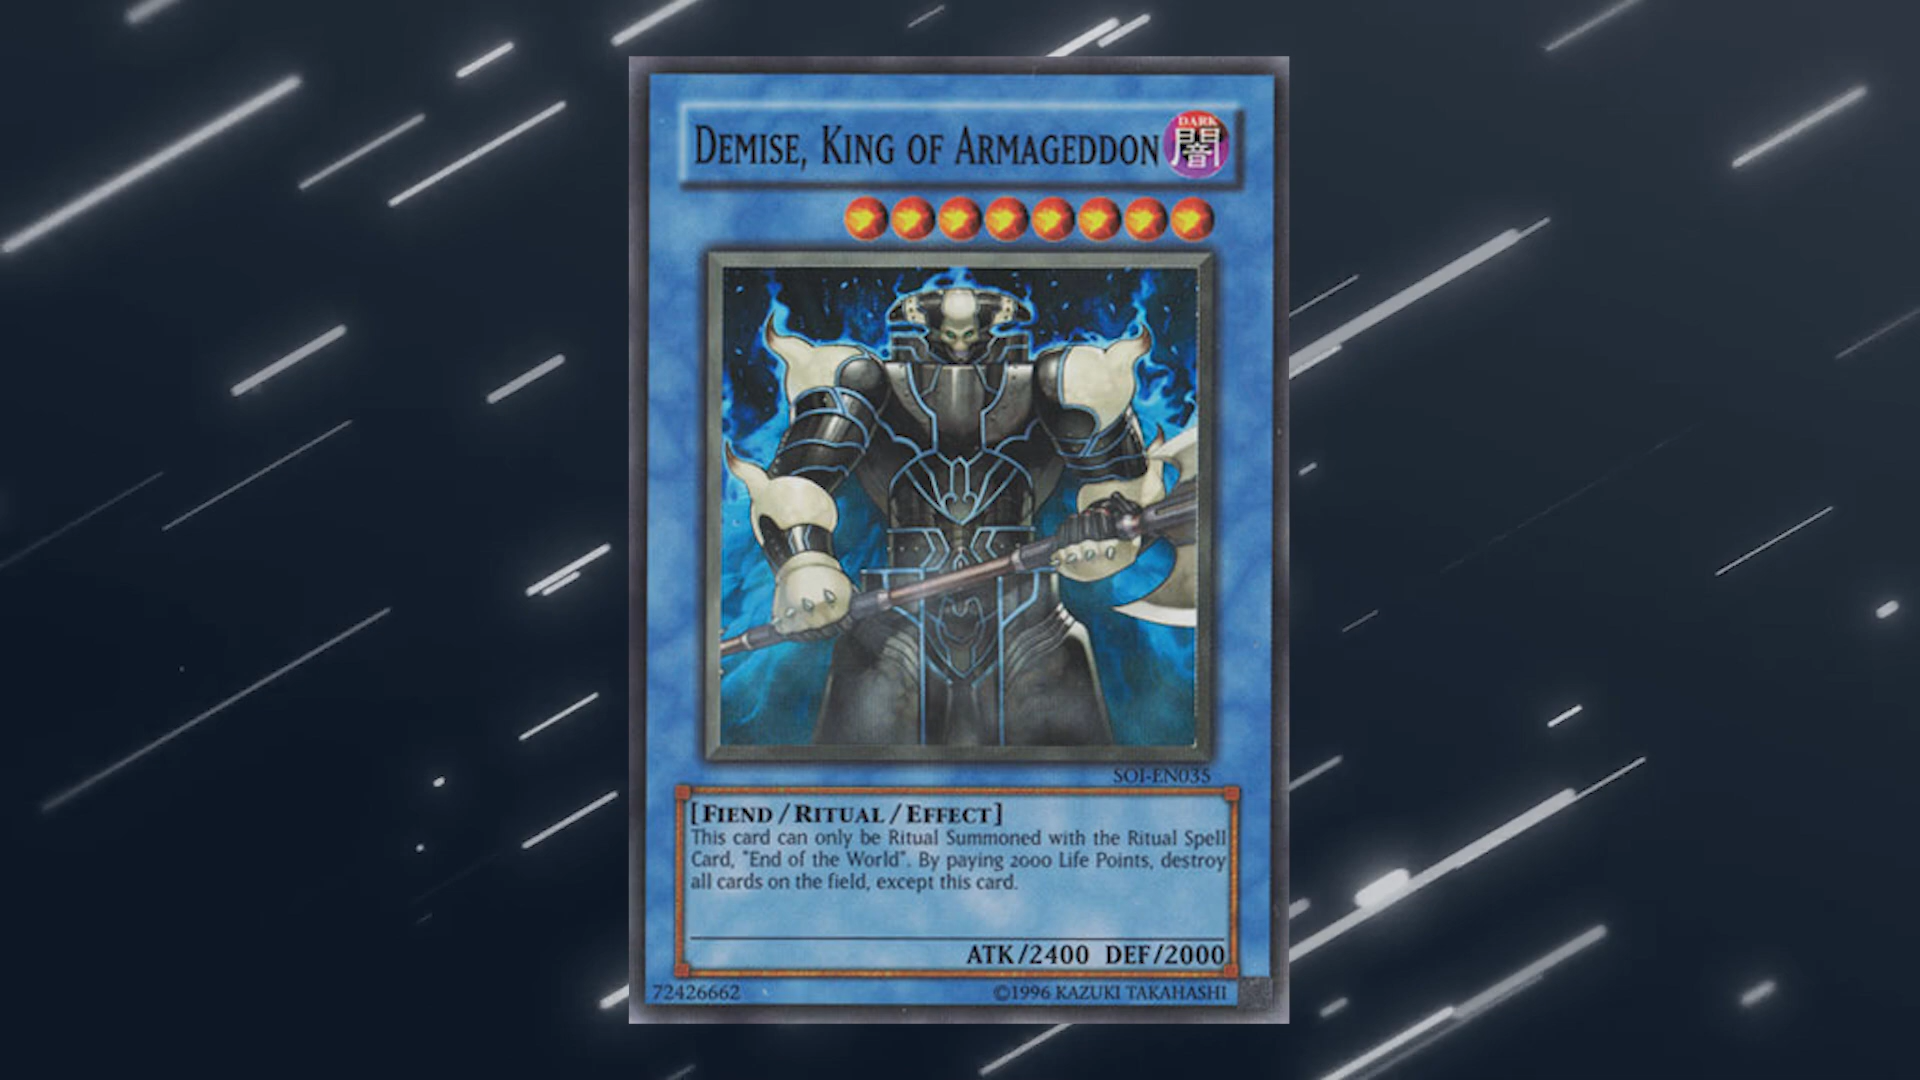 DEMISE, KING OF ARMAGEDDON
DARK
闇
SOI-EN035
[FIEND/RITUAL/EFFECT]
This card can only be Ritual Summoned with the Ritual Spell
Card, "End of the World". By paying 2000 Life Points, destroy
all cards on the field, except this card.
ATK/2400 DEF/2000
72426662
©1996 KAZUKI TAKAHASHI